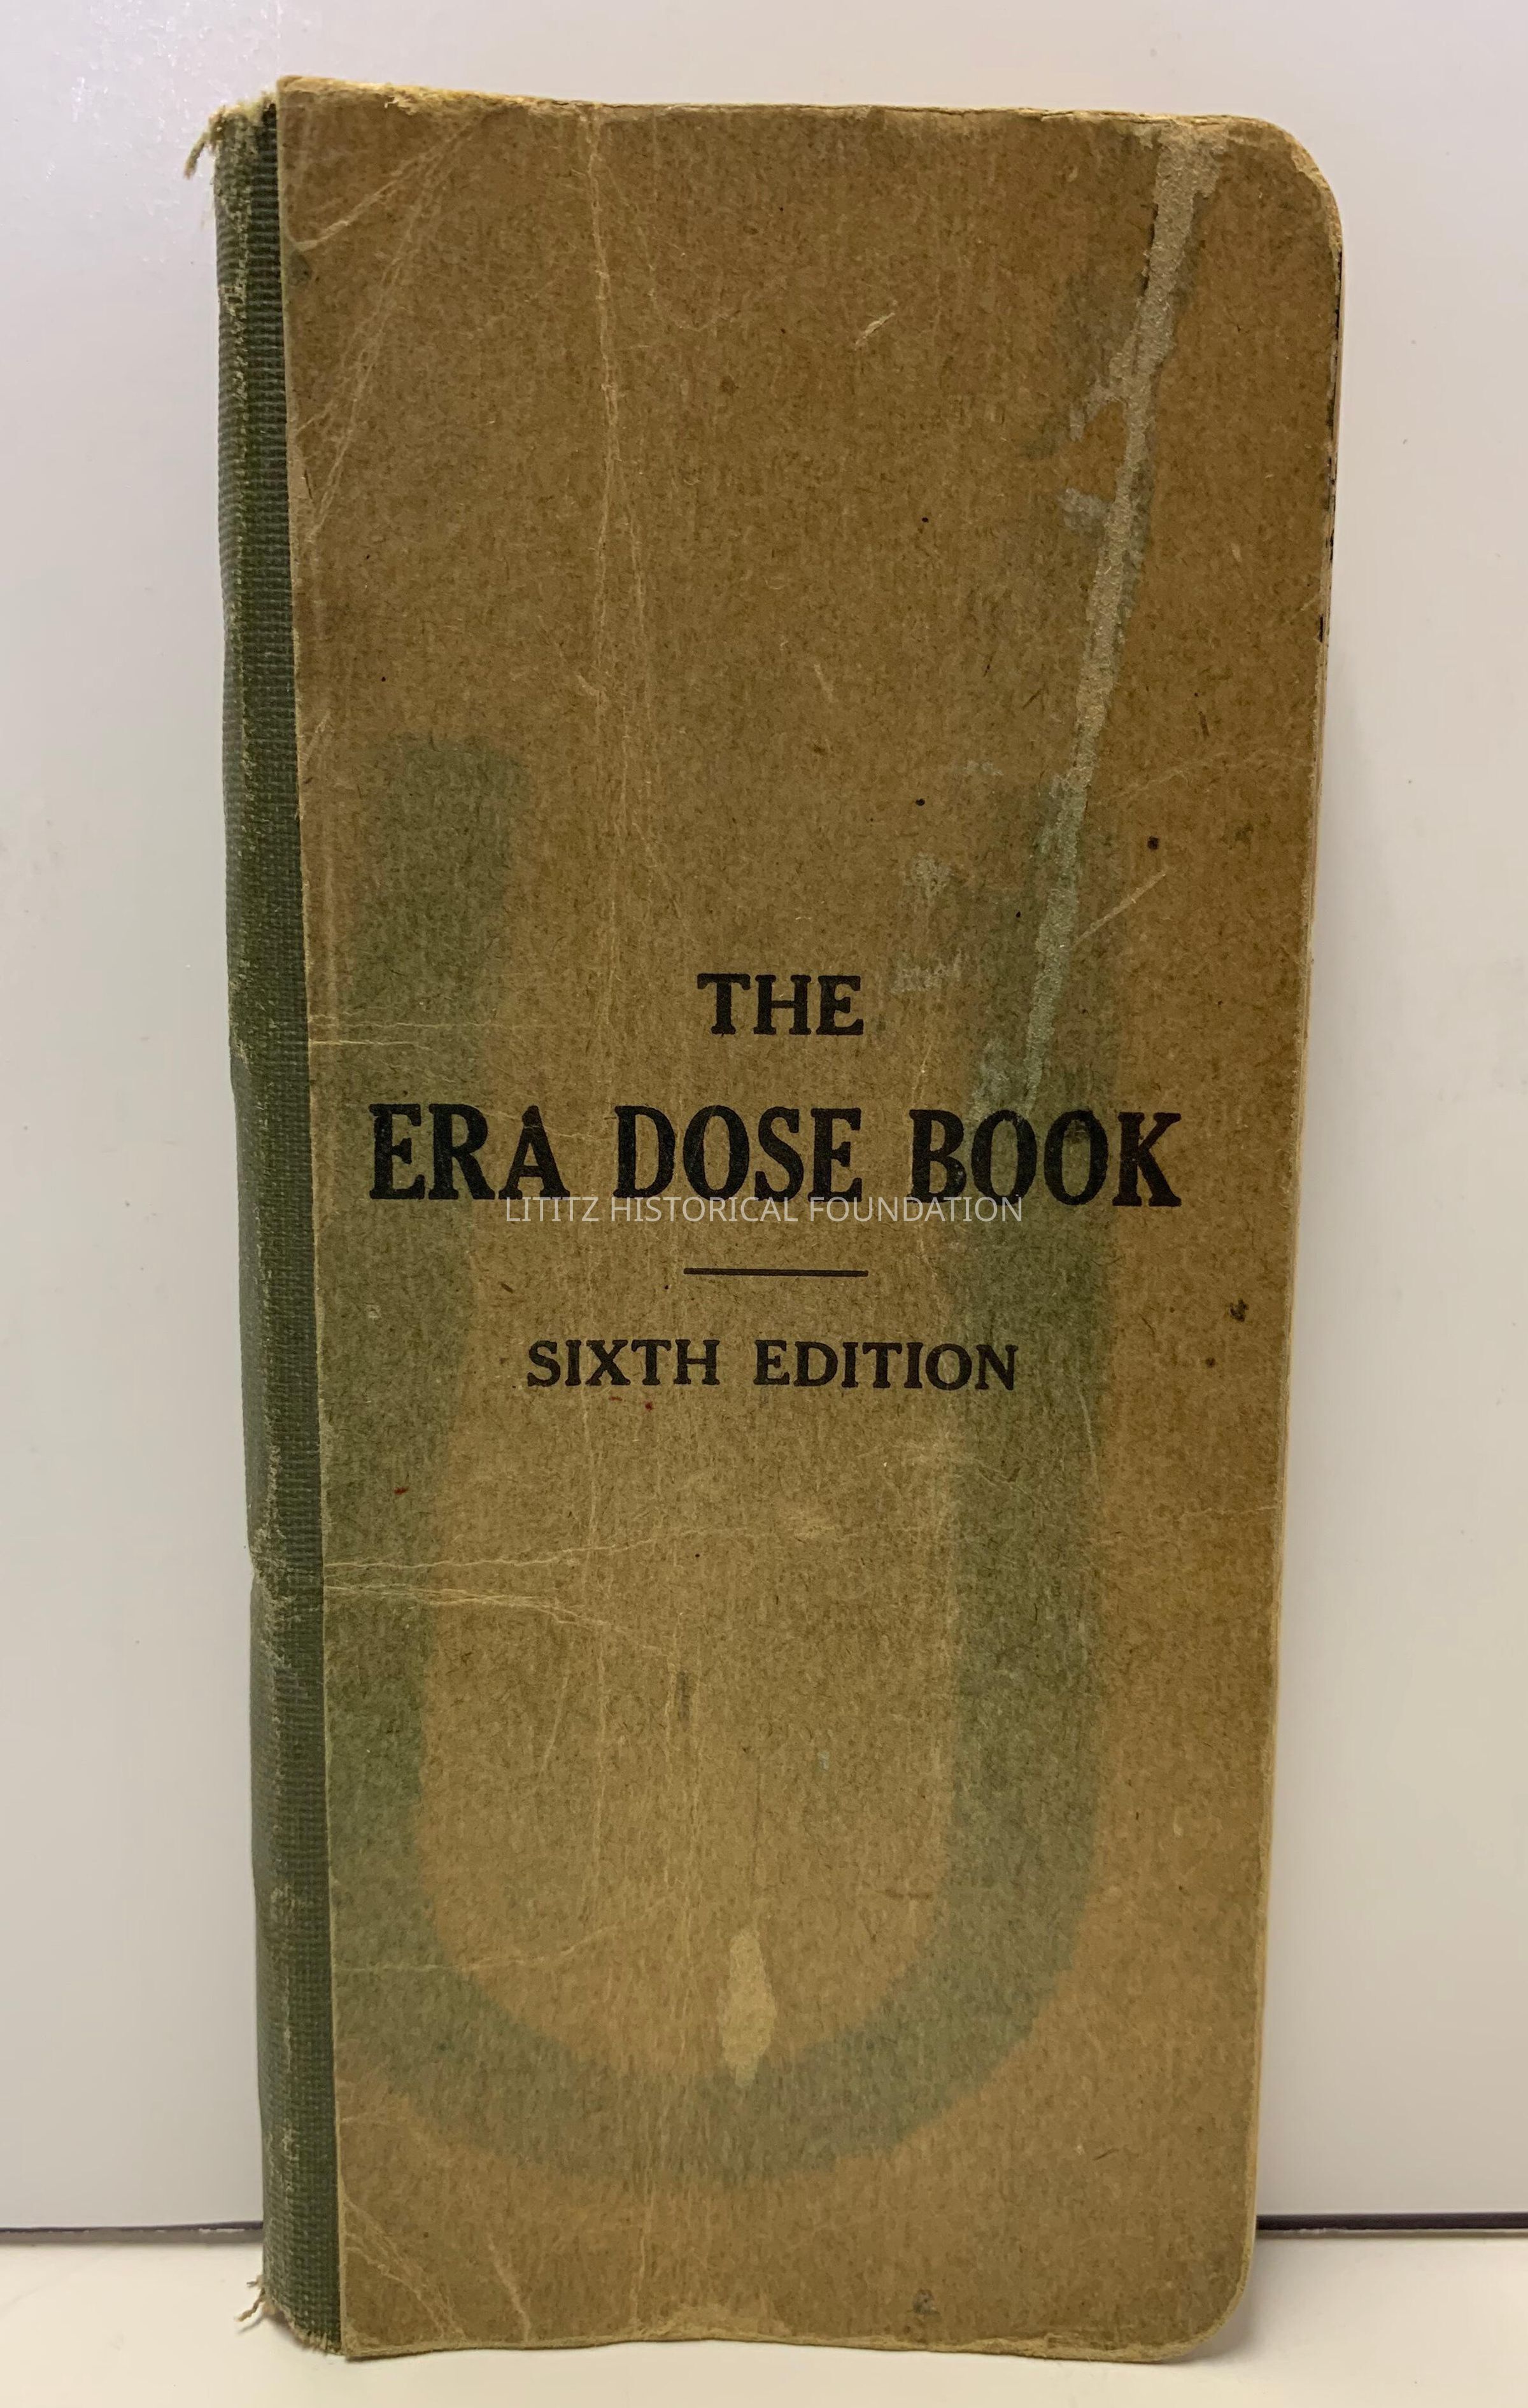 THE
ERA DOSE BOOK
LITITZ HISTORICAL FOUNDATION
SIXTH EDITION